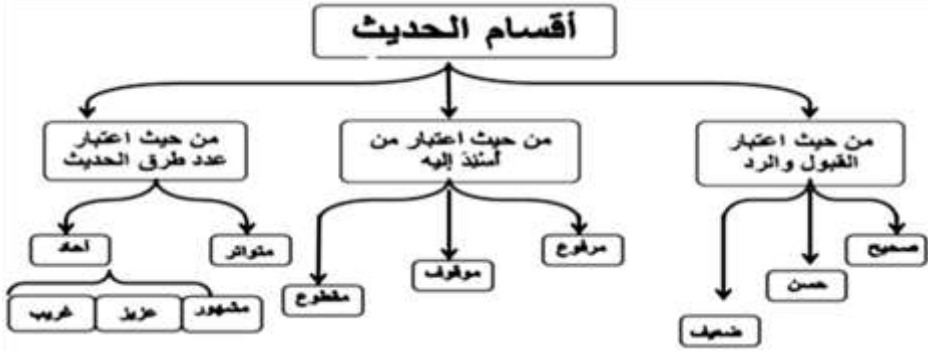 أقسام الحديث
من حيث اعتبار
القبول والرد
من حيث اعتبار من
أسند إليه
من حيث اعتبار
عدد طرق الحديث
صحيح
حسن
ضعيف
مرفوع
موقوف
مقطوع
متواتر
آحاد
مشهور
عزيز
غريب